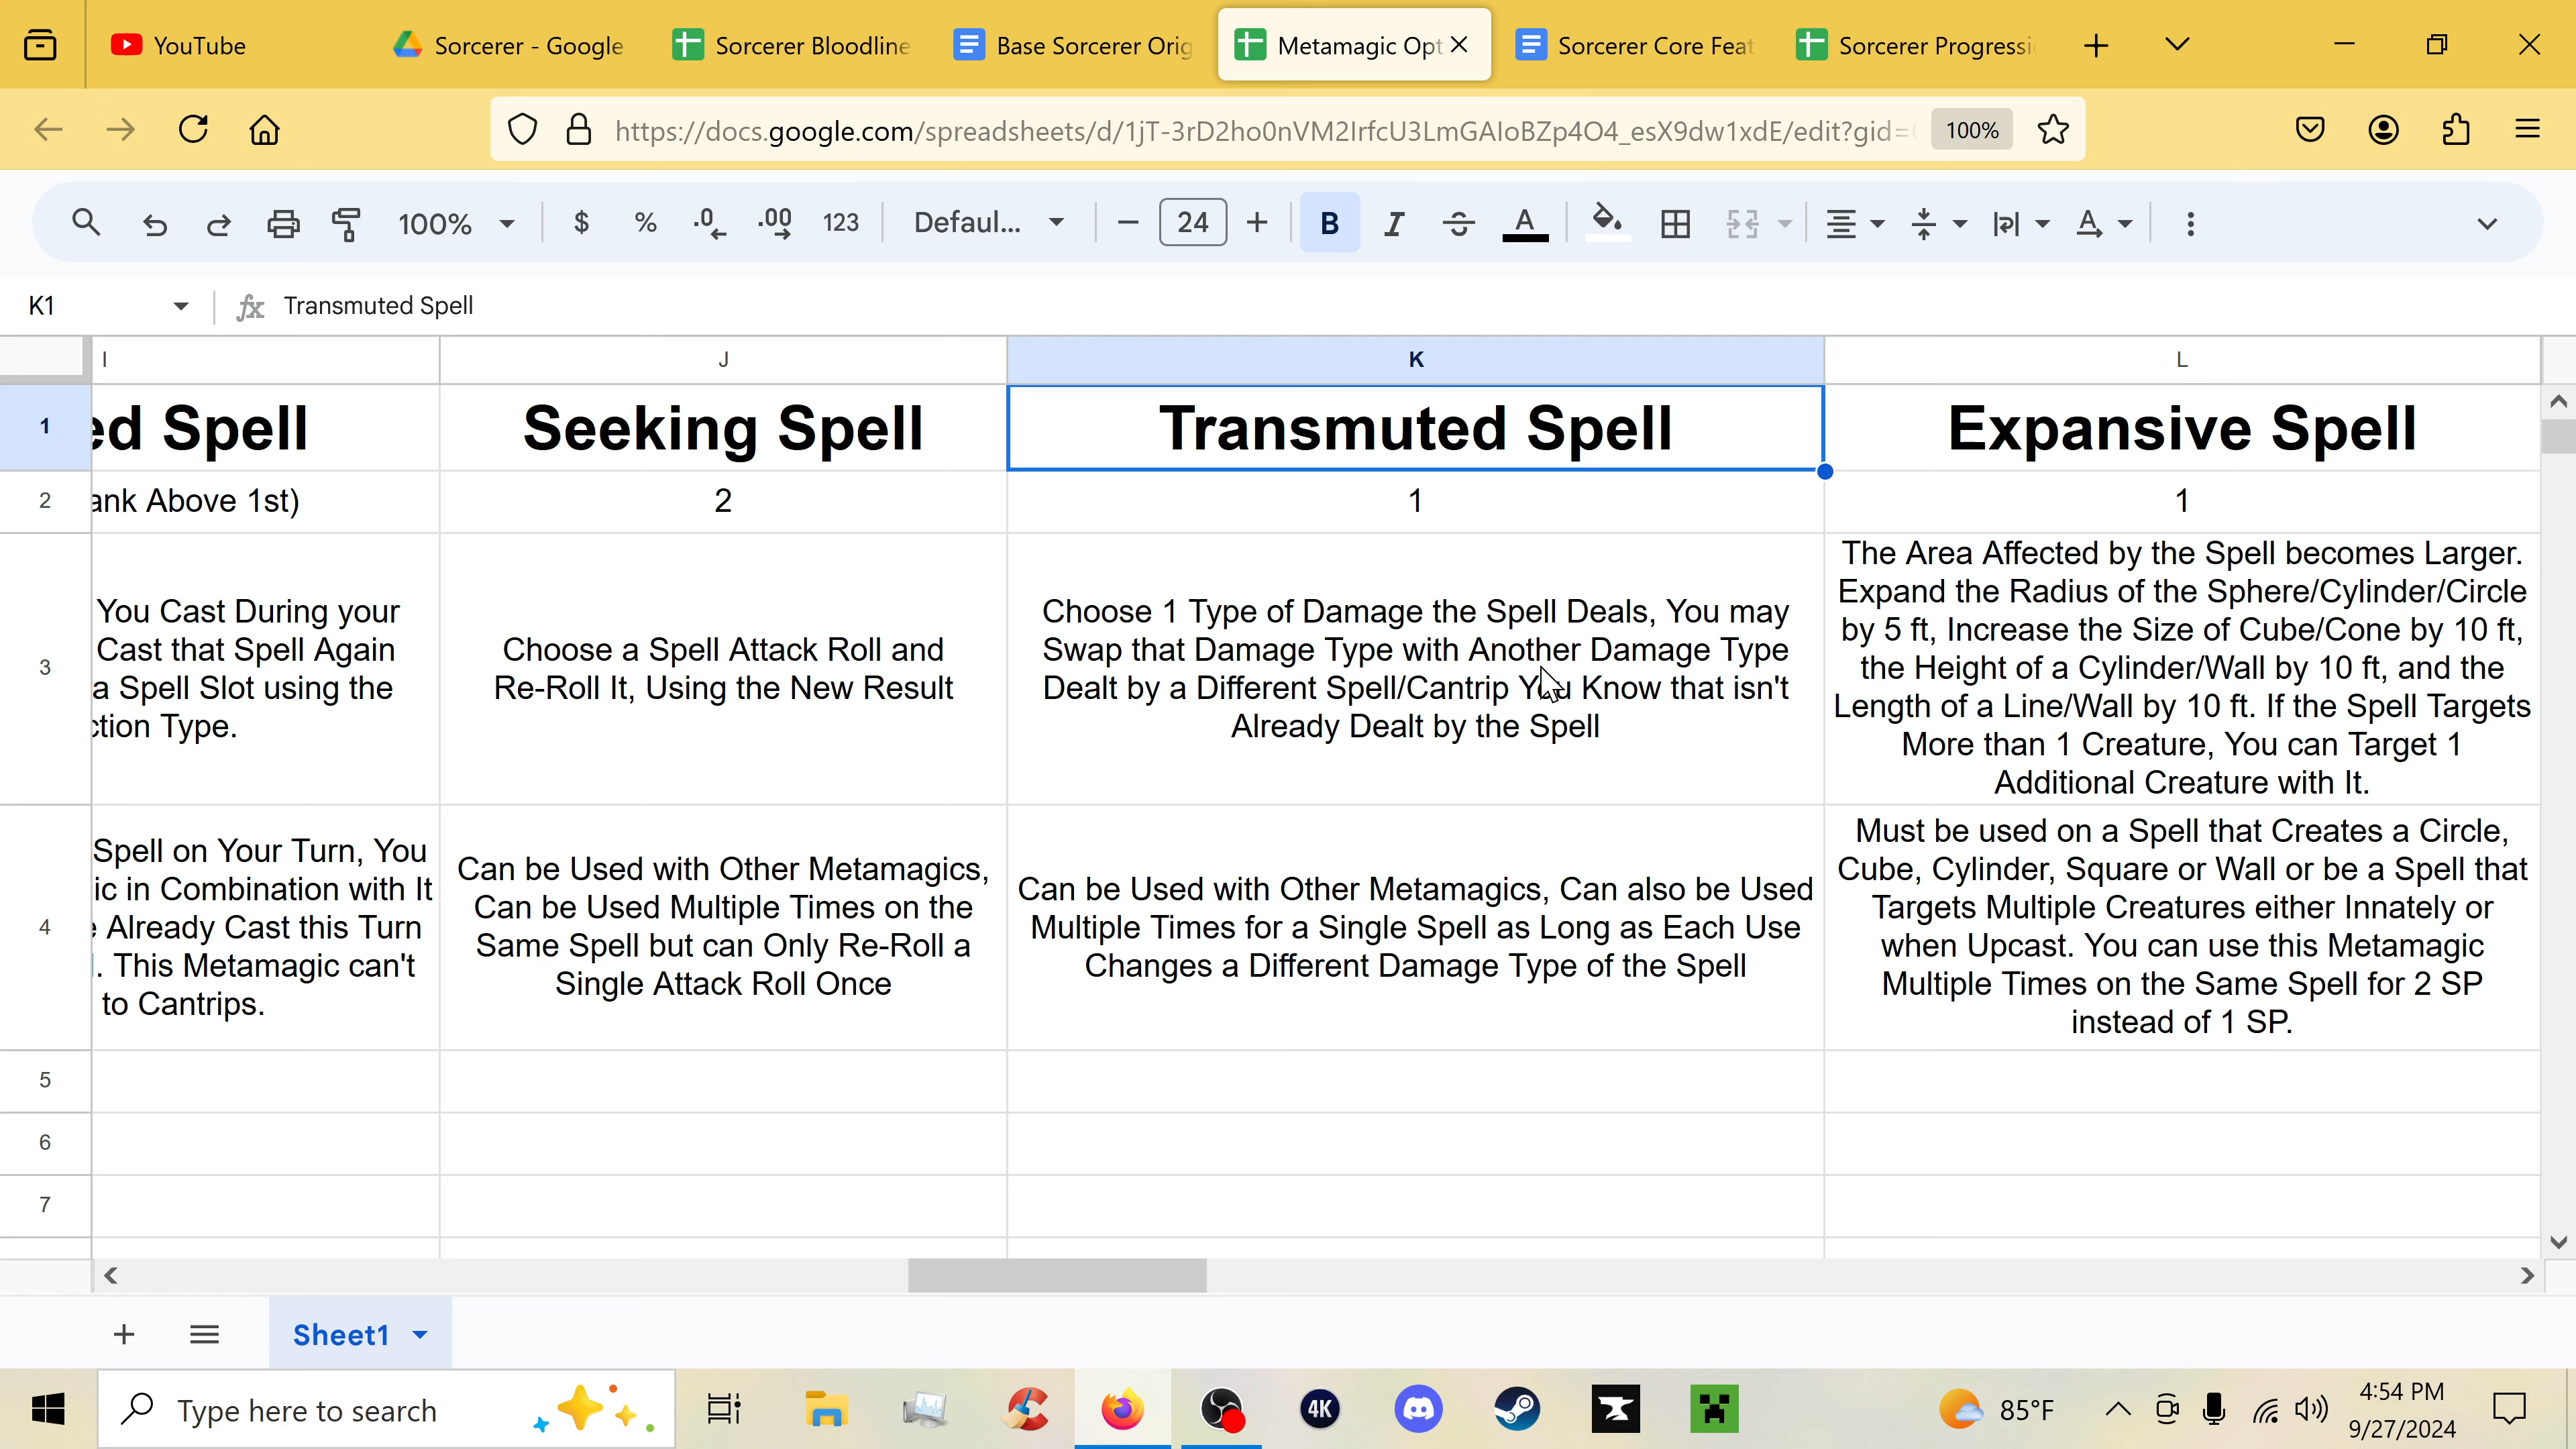 YouTube
Sorcerer - Google
Sorcerer Bloodline
Base Sorcerer Orig
Metamagic Opt
Sorcerer Core Feat
Sorcerer Progressi
https://docs.google.com/spreadsheets/d/1jT-3rD2ho0nVM2IrfcU3LmGAIoBZp4O4_esX9dw1xdE/edit?gid=
100%
100%
$
%
.0
.00
123
Defaul...
24
B
I
A
A
K1
fx
Transmuted Spell
I
J
K
L
1
ed Spell
Seeking Spell
Transmuted Spell
Expansive Spell
2
ank Above 1st)
2
1
1
3
You Cast During your
Cast that Spell Again
a Spell Slot using the
ction Type.
Choose a Spell Attack Roll and
Re-Roll It, Using the New Result
Choose 1 Type of Damage the Spell Deals, You may
Swap that Damage Type with Another Damage Type
Dealt by a Different Spell/Cantrip You Know that isn't
Already Dealt by the Spell
The Area Affected by the Spell becomes Larger.
Expand the Radius of the Sphere/Cylinder/Circle
by 5 ft, Increase the Size of Cube/Cone by 10 ft,
the Height of a Cylinder/Wall by 10 ft, and the
Length of a Line/Wall by 10 ft. If the Spell Targets
More than 1 Creature, You can Target 1
Additional Creature with It.
4
Spell on Your Turn, You
ic in Combination with It
Already Cast this Turn
. This Metamagic can't
to Cantrips.
Can be Used with Other Metamagics,
Can be Used Multiple Times on the
Same Spell but can Only Re-Roll a
Single Attack Roll Once
Can be Used with Other Metamagics, Can also be Used
Multiple Times for a Single Spell as Long as Each Use
Changes a Different Damage Type of the Spell
Must be used on a Spell that Creates a Circle,
Cube, Cylinder, Square or Wall or be a Spell that
Targets Multiple Creatures either Innately or
when Upcast. You can use this Metamagic
Multiple Times on the Same Spell for 2 SP
instead of 1 SP.
5
6
7
Sheet1
Type here to search
4K
85°F
4:54 PM
9/27/2024